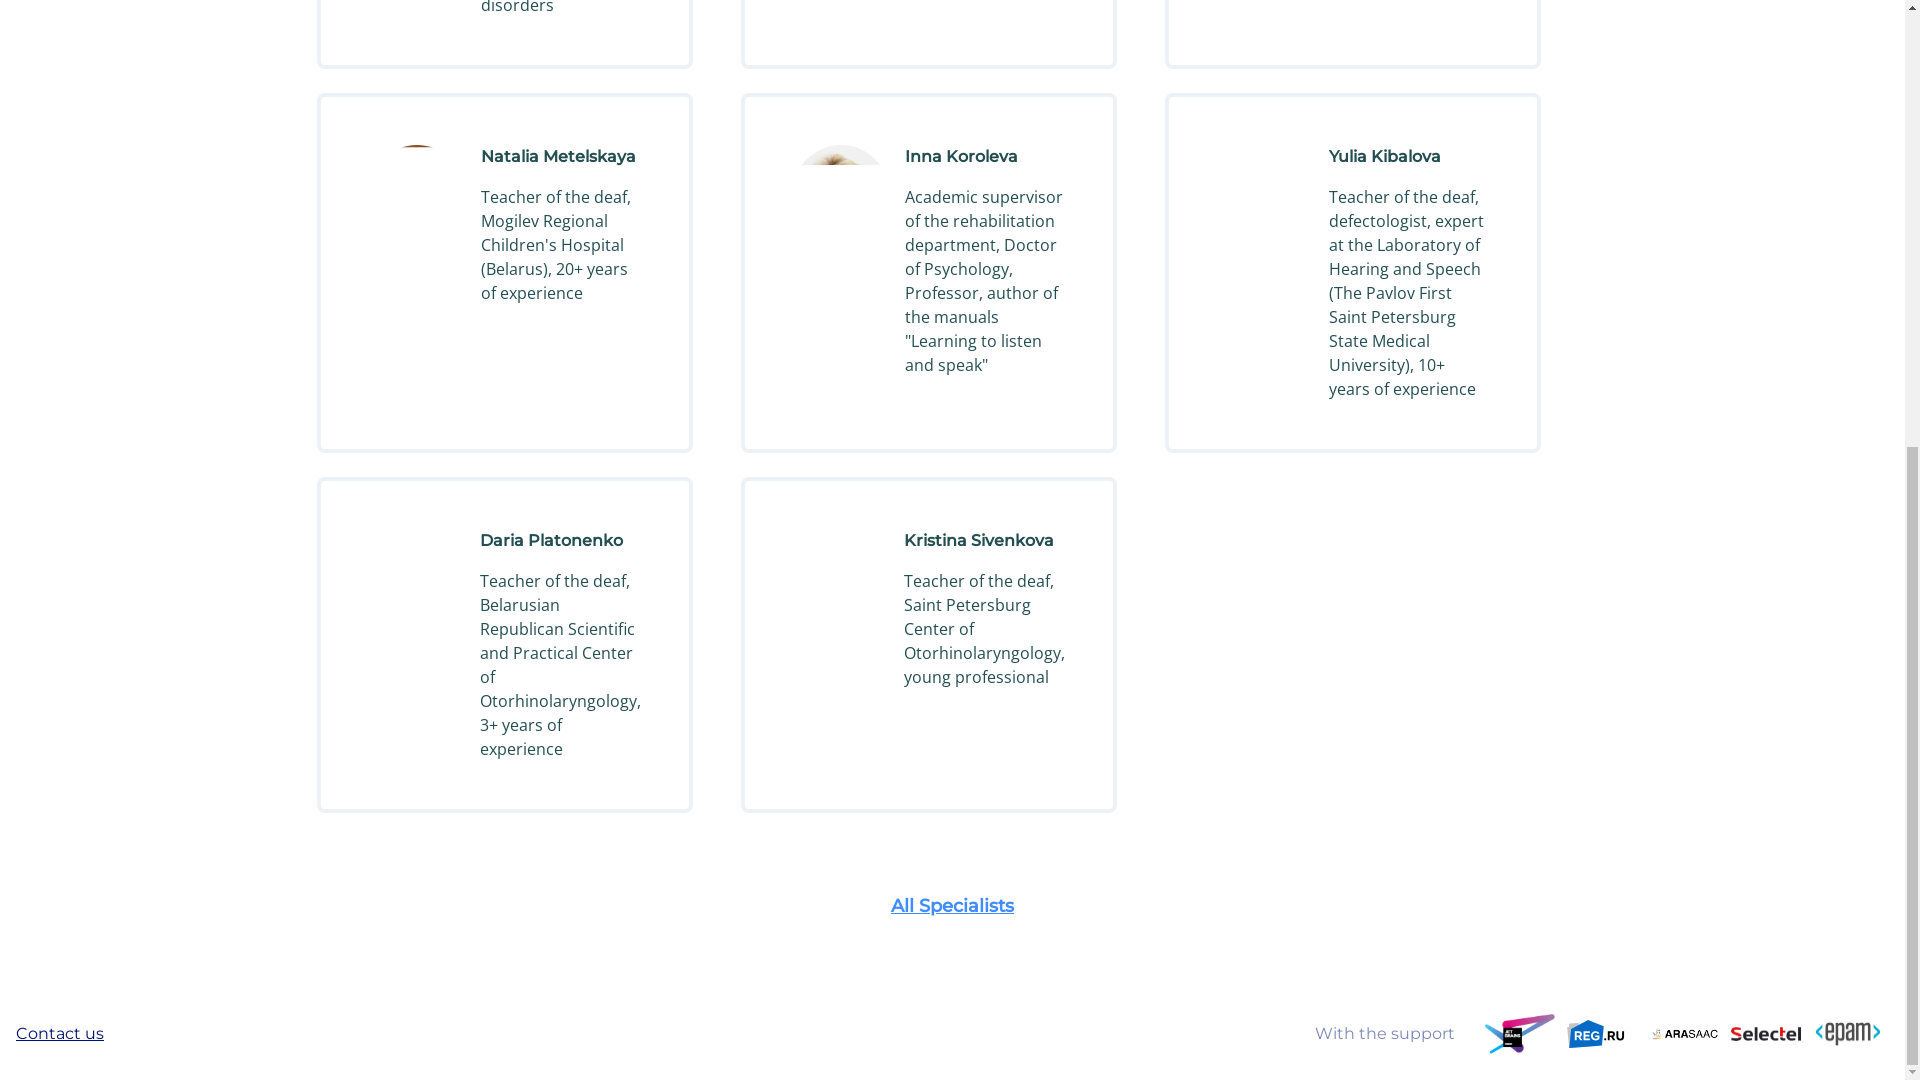 disorders
Natalia Metelskaya
Teacher of the deaf,
Mogilev Regional
Children's Hospital
(Belarus), 20+ years
of experience
Inna Koroleva
Academic supervisor
of the rehabilitation
department, Doctor
of Psychology,
Professor, author of
the manuals
"Learning to listen
and speak"
Yulia Kibalova
Teacher of the deaf,
defectologist, expert
at the Laboratory of
Hearing and Speech
(The Pavlov First
Saint Petersburg
State Medical
University), 10+
years of experience
Daria Platonenko
Teacher of the deaf,
Belarusian
Republican Scientific
and Practical Center
of
Otorhinolaryngology,
3+ years of
experience
Kristina Sivenkova
Teacher of the deaf,
Saint Petersburg
Center of
Otorhinolaryngology,
young professional
All Specialists
Contact us
With the support
JET
BRAINS
REG.RU
ARASAAC
Selectel
<epam>